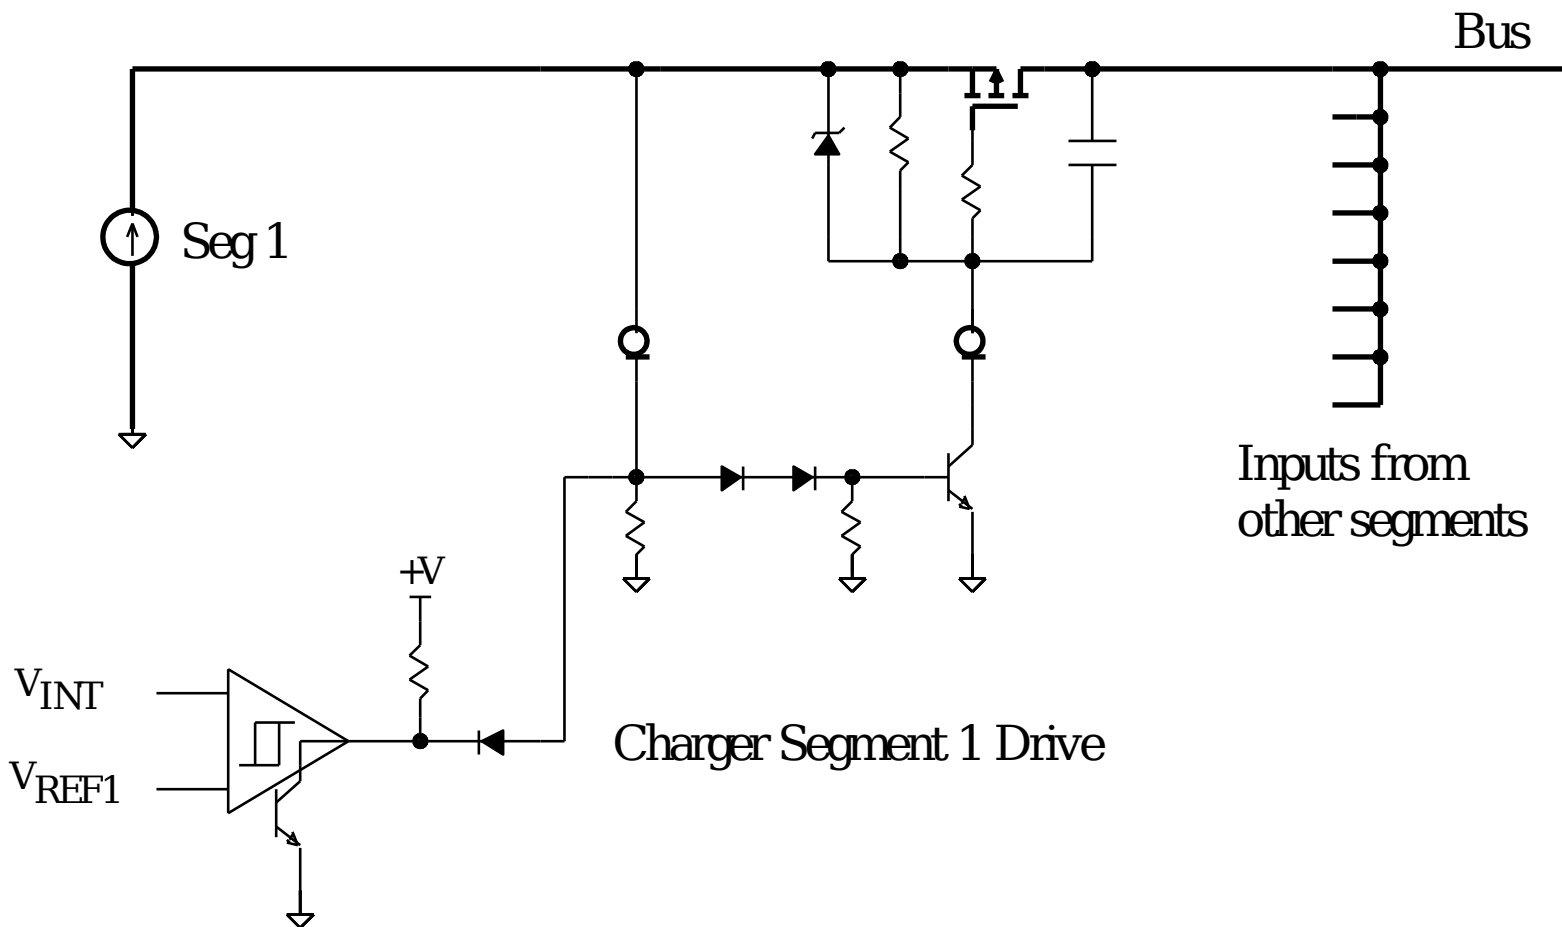 Bus
Seg 1
Inputs from
other segments
+V
VINT
Charger Segment 1 Drive
VREF1